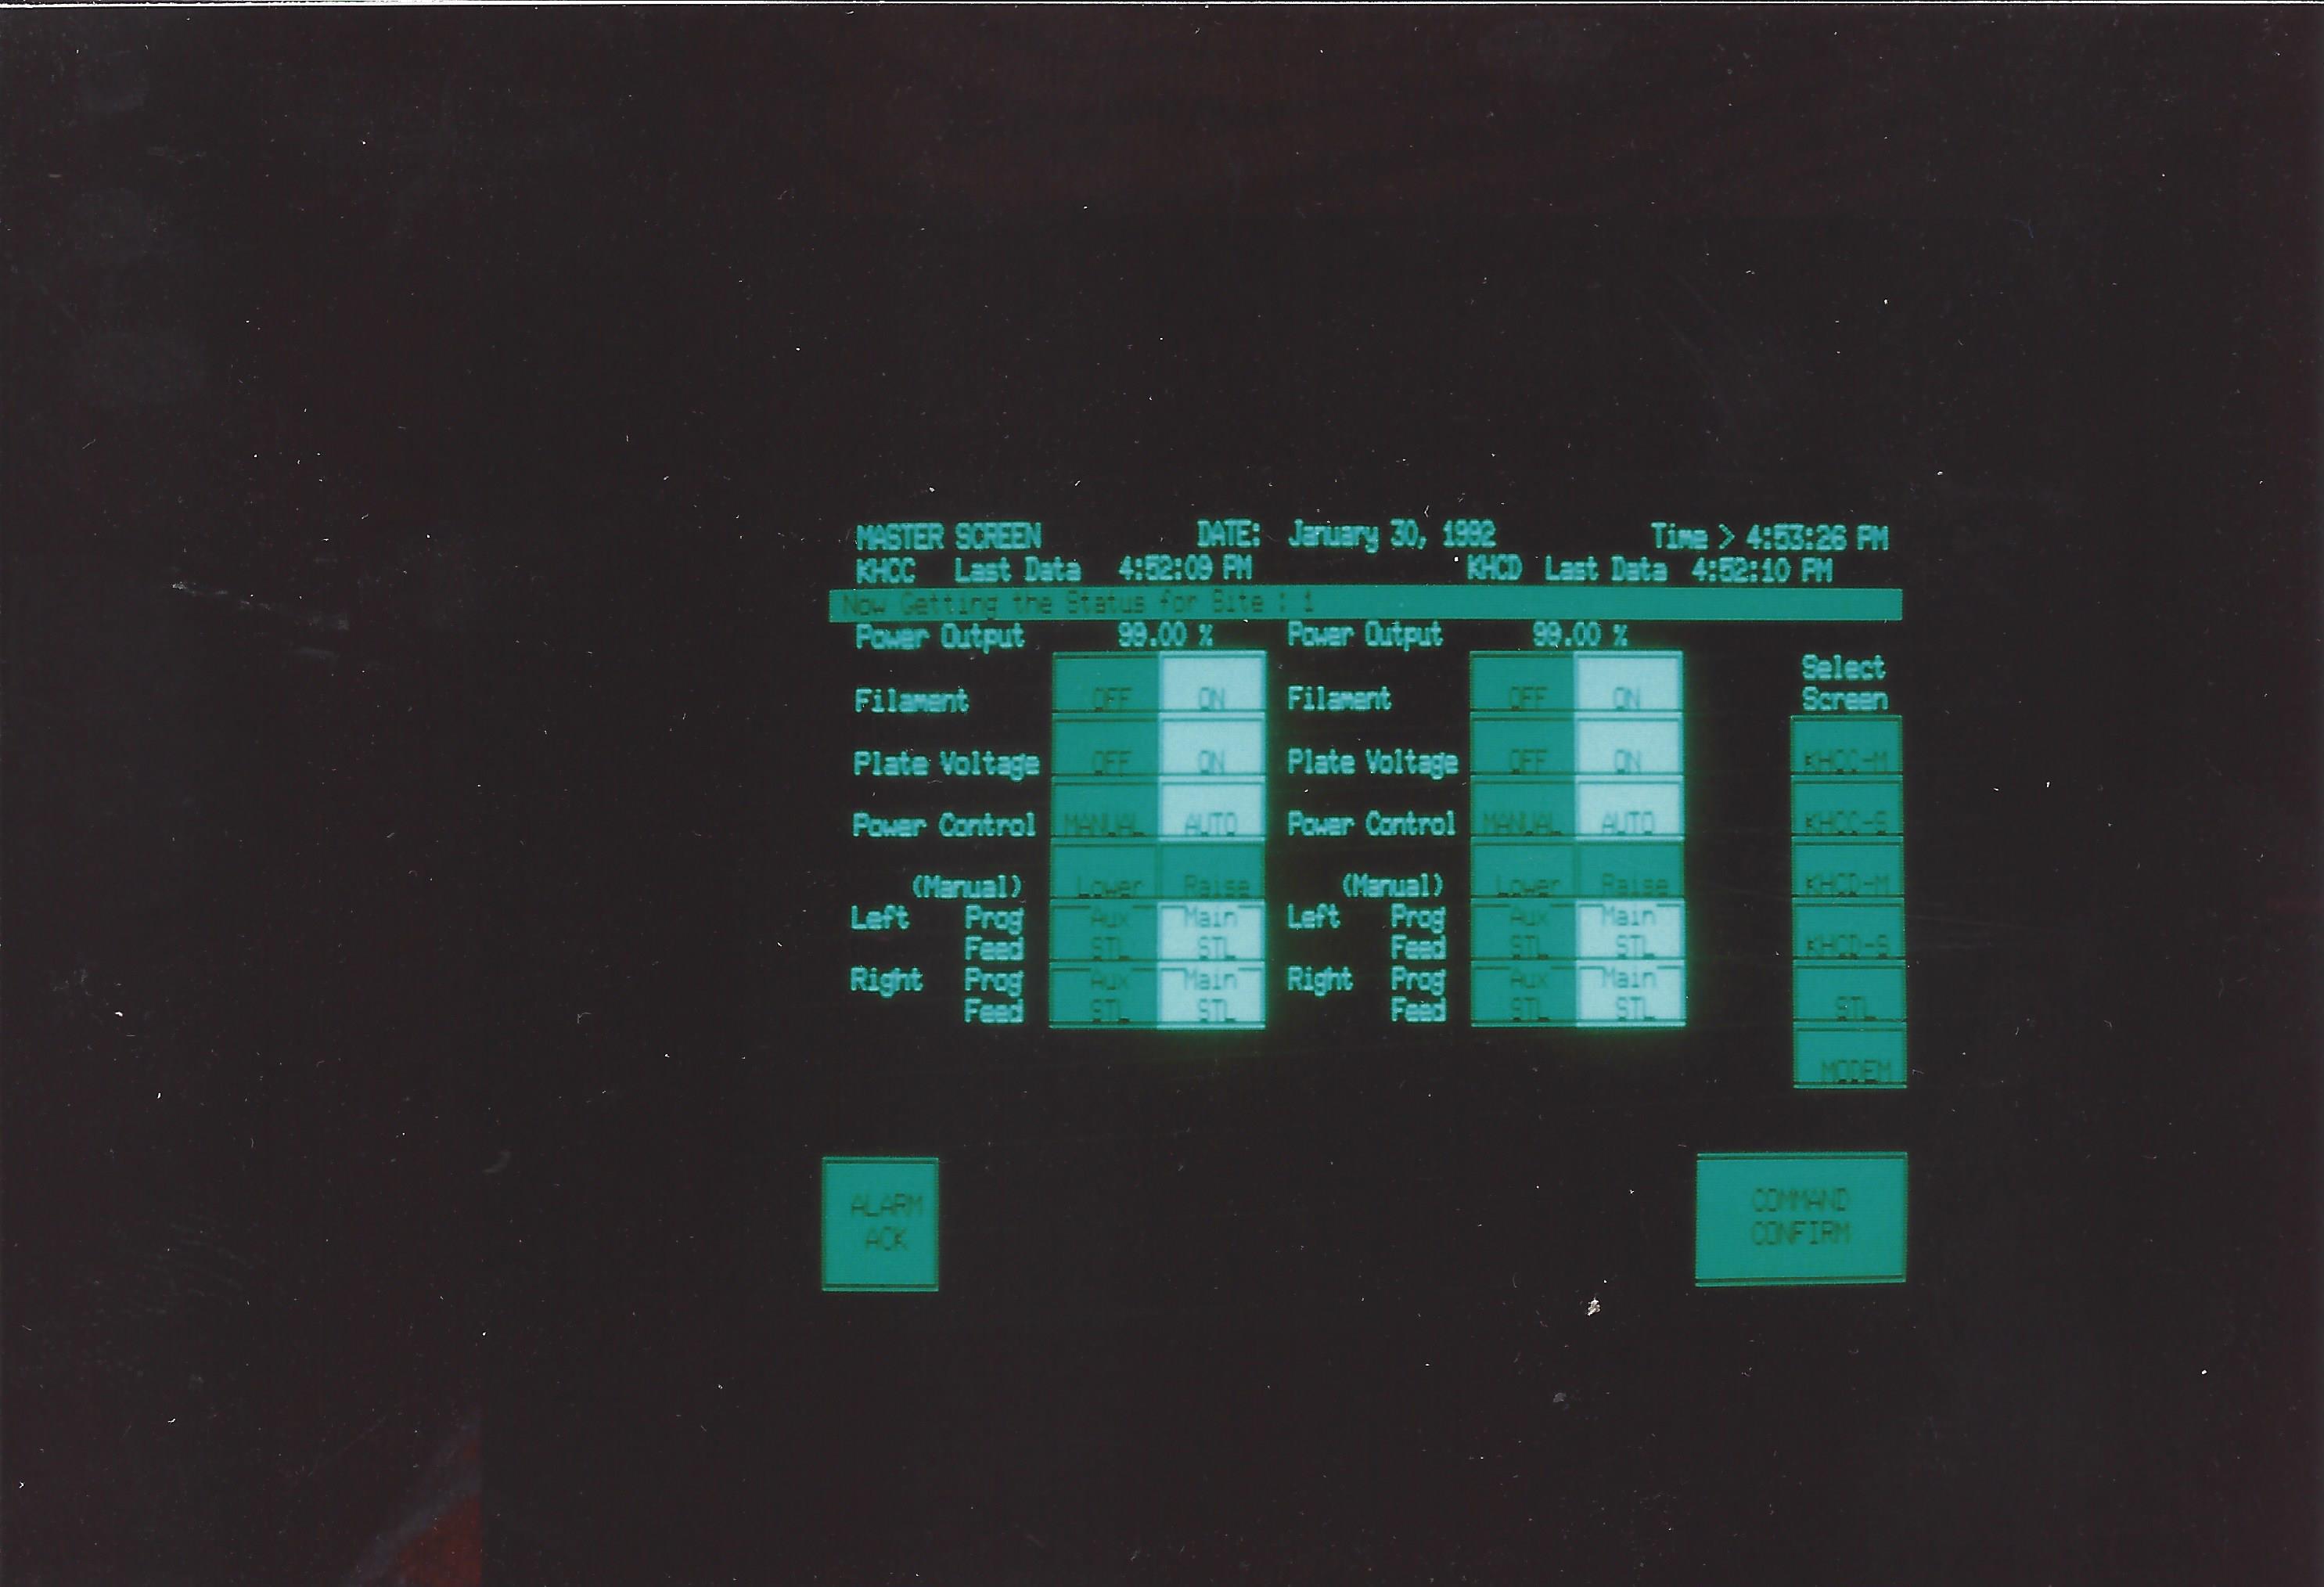 MASTER SCREEN DATE: January 30, 1992 Time > 4:53:26 PM
KHCC Last Data 4:52:09 PM KHCD Last Data 4:52:10 PM
Now Getting the Status for Site : 1
Power Output 99.00 % Power Output 99.00 %
Select
Filament OFF ON Filament OFF ON Screen
Plate Voltage OFF ON Plate Voltage OFF ON KHCC-M
Power Control MANUAL AUTO Power Control MANUAL AUTO KHCC-S
(Manual) Lower Raise (Manual) Lower Raise KHCD-M
Left Prog Aux Main Left Prog Aux Main
Feed STL STL Feed STL STL KHCD-S
Right Prog Aux Main Right Prog Aux Main
Feed STL STL Feed STL STL STL
MODEM
ALARM COMMAND
ACK CONFIRM